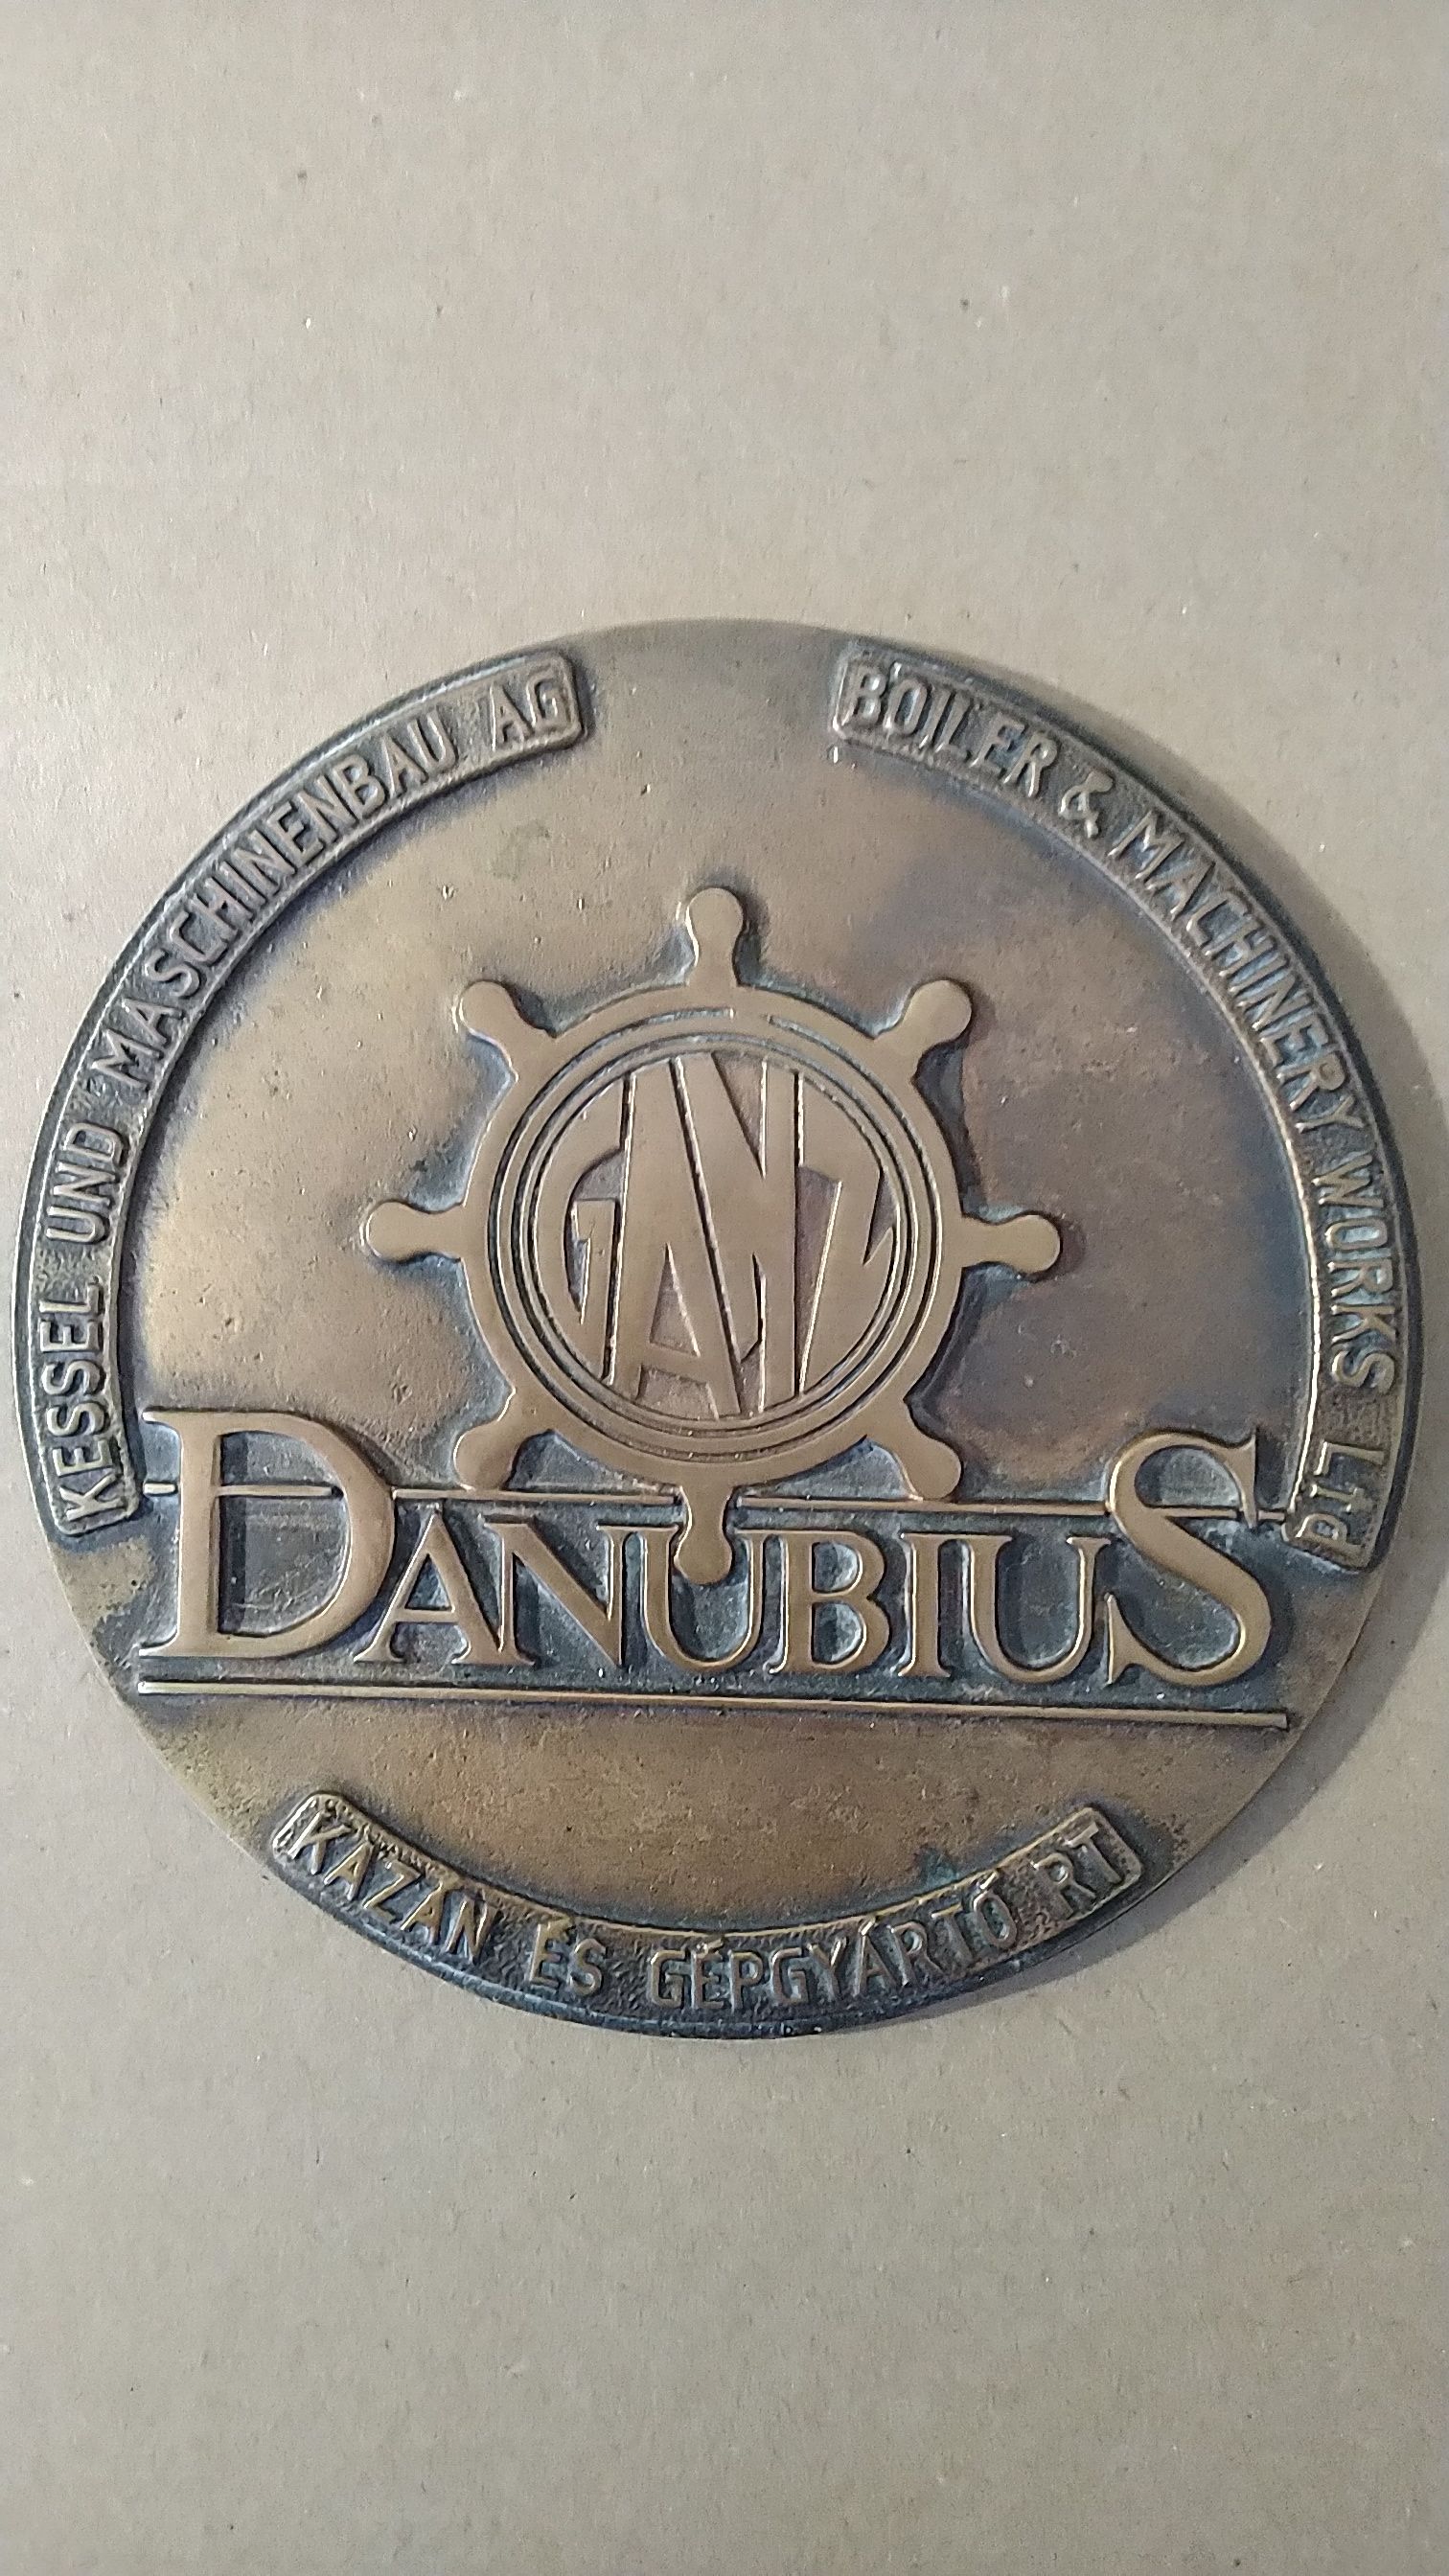 KESSEL UND MASCHINENBAU AG
BOILER & MACHINERY WORKS LTD
GANZ
DANUBIUS
KAZÁN ÉS GÉPGYÁRTÓ RT